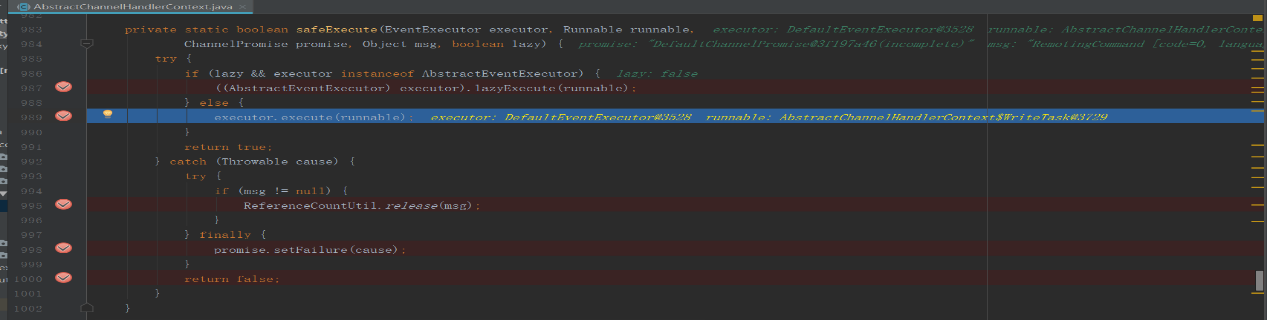 AbstractChannelHandlerContext.java ×
982
983 private static boolean safeExecute(EventExecutor executor, Runnable runnable, executor: DefaultEventExecutor@3528 runnable: AbstractChannelHandlerConte
984 ChannelPromise promise, Object msg, boolean lazy) { promise: "DefaultChannelPromise@3f197a46(incomplete)" msg: "RemotingCommand [code=0, langua
985 try {
986 if (lazy && executor instanceof AbstractEventExecutor) { lazy: false
987 ((AbstractEventExecutor) executor).lazyExecute(runnable);
988 } else {
989 executor.execute(runnable); executor: DefaultEventExecutor@3528 runnable: AbstractChannelHandlerContext$WriteTask@3729
990 }
991 return true;
992 } catch (Throwable cause) {
993 try {
994 if (msg != null) {
995 ReferenceCountUtil.release(msg);
996 }
997 } finally {
998 promise.setFailure(cause);
999 }
1000 return false;
1001 }
1002 }